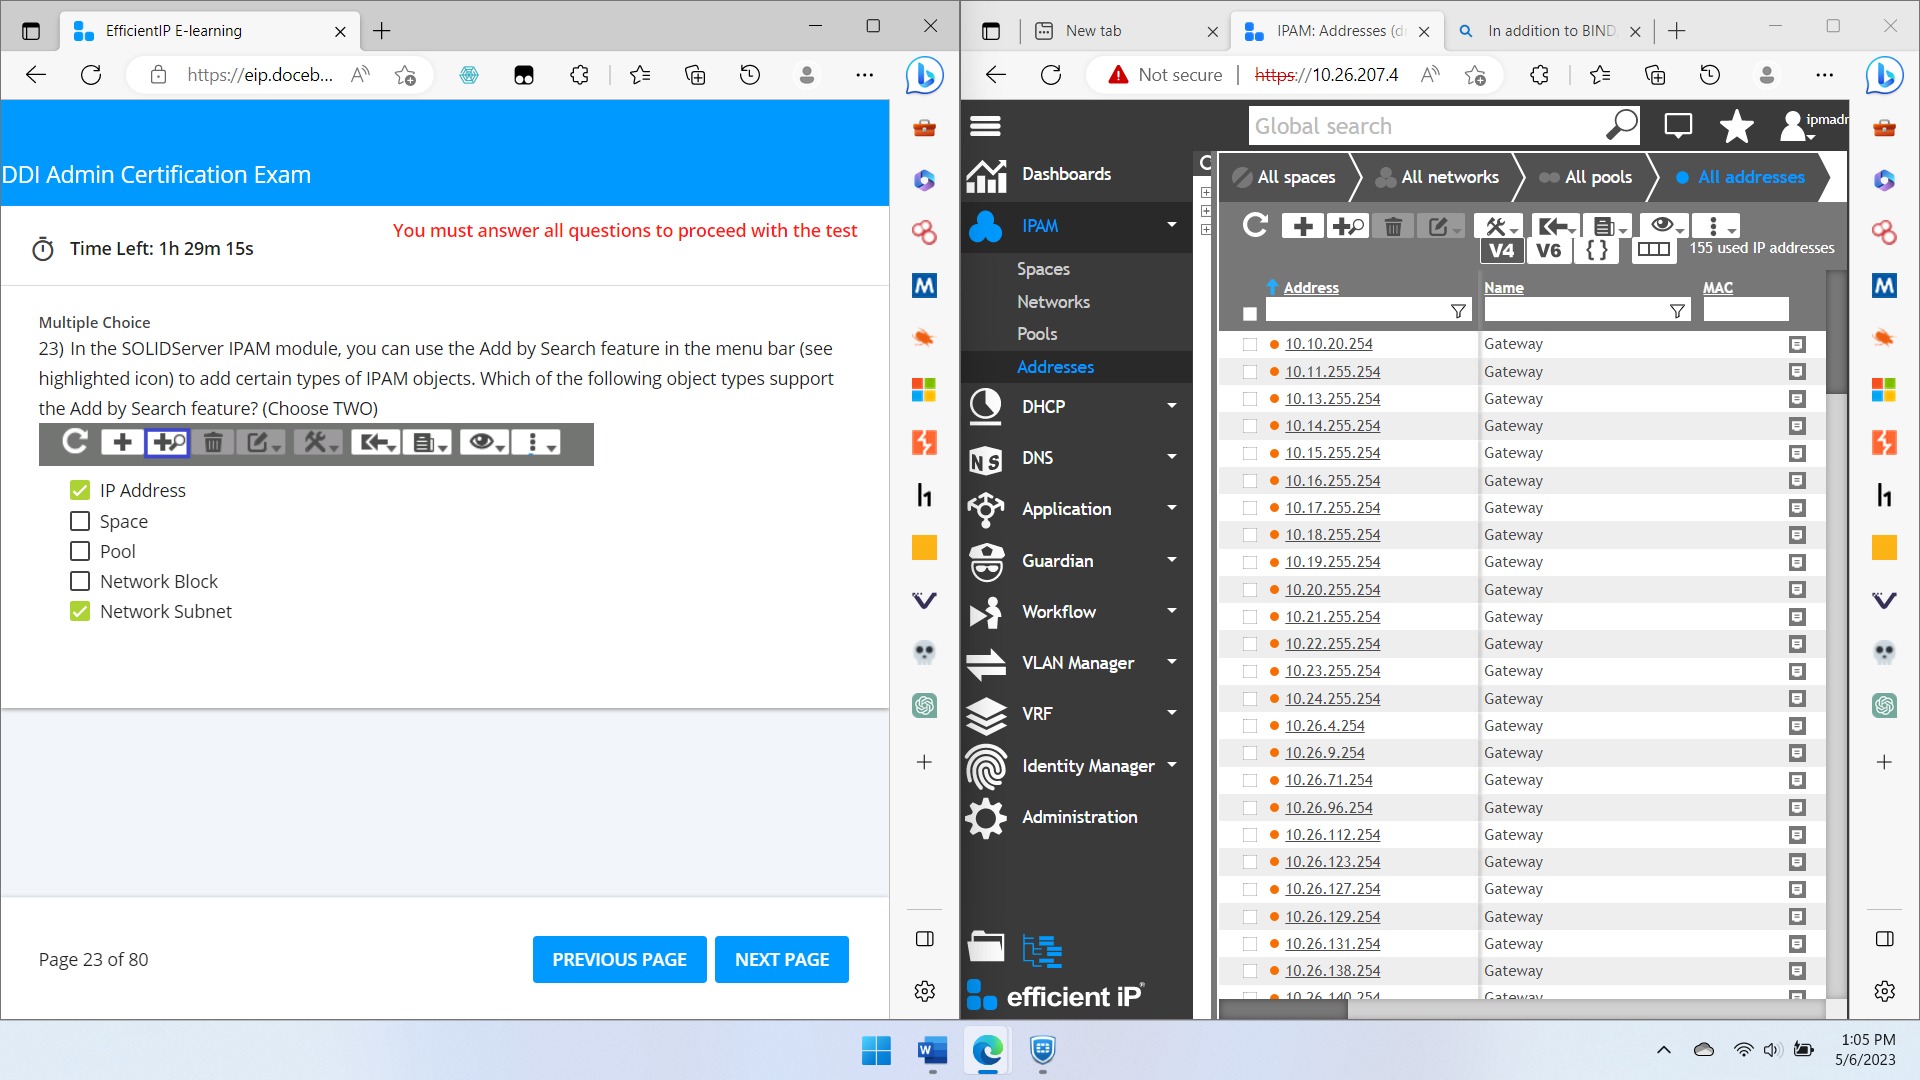 EfficientIP E-learning
https://eip.doceb...
DDI Admin Certification Exam
You must answer all questions to proceed with the test
Time Left: 1h 29m 15s
Multiple Choice
23) In the SOLIDServer IPAM module, you can use the Add by Search feature in the menu bar (see
highlighted icon) to add certain types of IPAM objects. Which of the following object types support
the Add by Search feature? (Choose TWO)
IP Address
Space
Pool
Network Block
Network Subnet
Page 23 of 80
PREVIOUS PAGE
NEXT PAGE
New tab
IPAM: Addresses (d
In addition to BIND
Not secure
https://10.26.207.4
Global search
ipmadr
Dashboards
IPAM
Spaces
Networks
Pools
Addresses
DHCP
NS
DNS
Application
Guardian
Workflow
VLAN Manager
VRF
Identity Manager
Administration
efficient iP
All spaces
All networks
All pools
All addresses
V4
V6
155 used IP addresses
Address
Name
MAC
10.10.20.254 Gateway
10.11.255.254 Gateway
10.13.255.254 Gateway
10.14.255.254 Gateway
10.15.255.254 Gateway
10.16.255.254 Gateway
10.17.255.254 Gateway
10.18.255.254 Gateway
10.19.255.254 Gateway
10.20.255.254 Gateway
10.21.255.254 Gateway
10.22.255.254 Gateway
10.23.255.254 Gateway
10.24.255.254 Gateway
10.26.4.254 Gateway
10.26.9.254 Gateway
10.26.71.254 Gateway
10.26.96.254 Gateway
10.26.112.254 Gateway
10.26.123.254 Gateway
10.26.127.254 Gateway
10.26.129.254 Gateway
10.26.131.254 Gateway
10.26.138.254 Gateway
10.26.140.254 Gateway
1:05 PM
5/6/2023